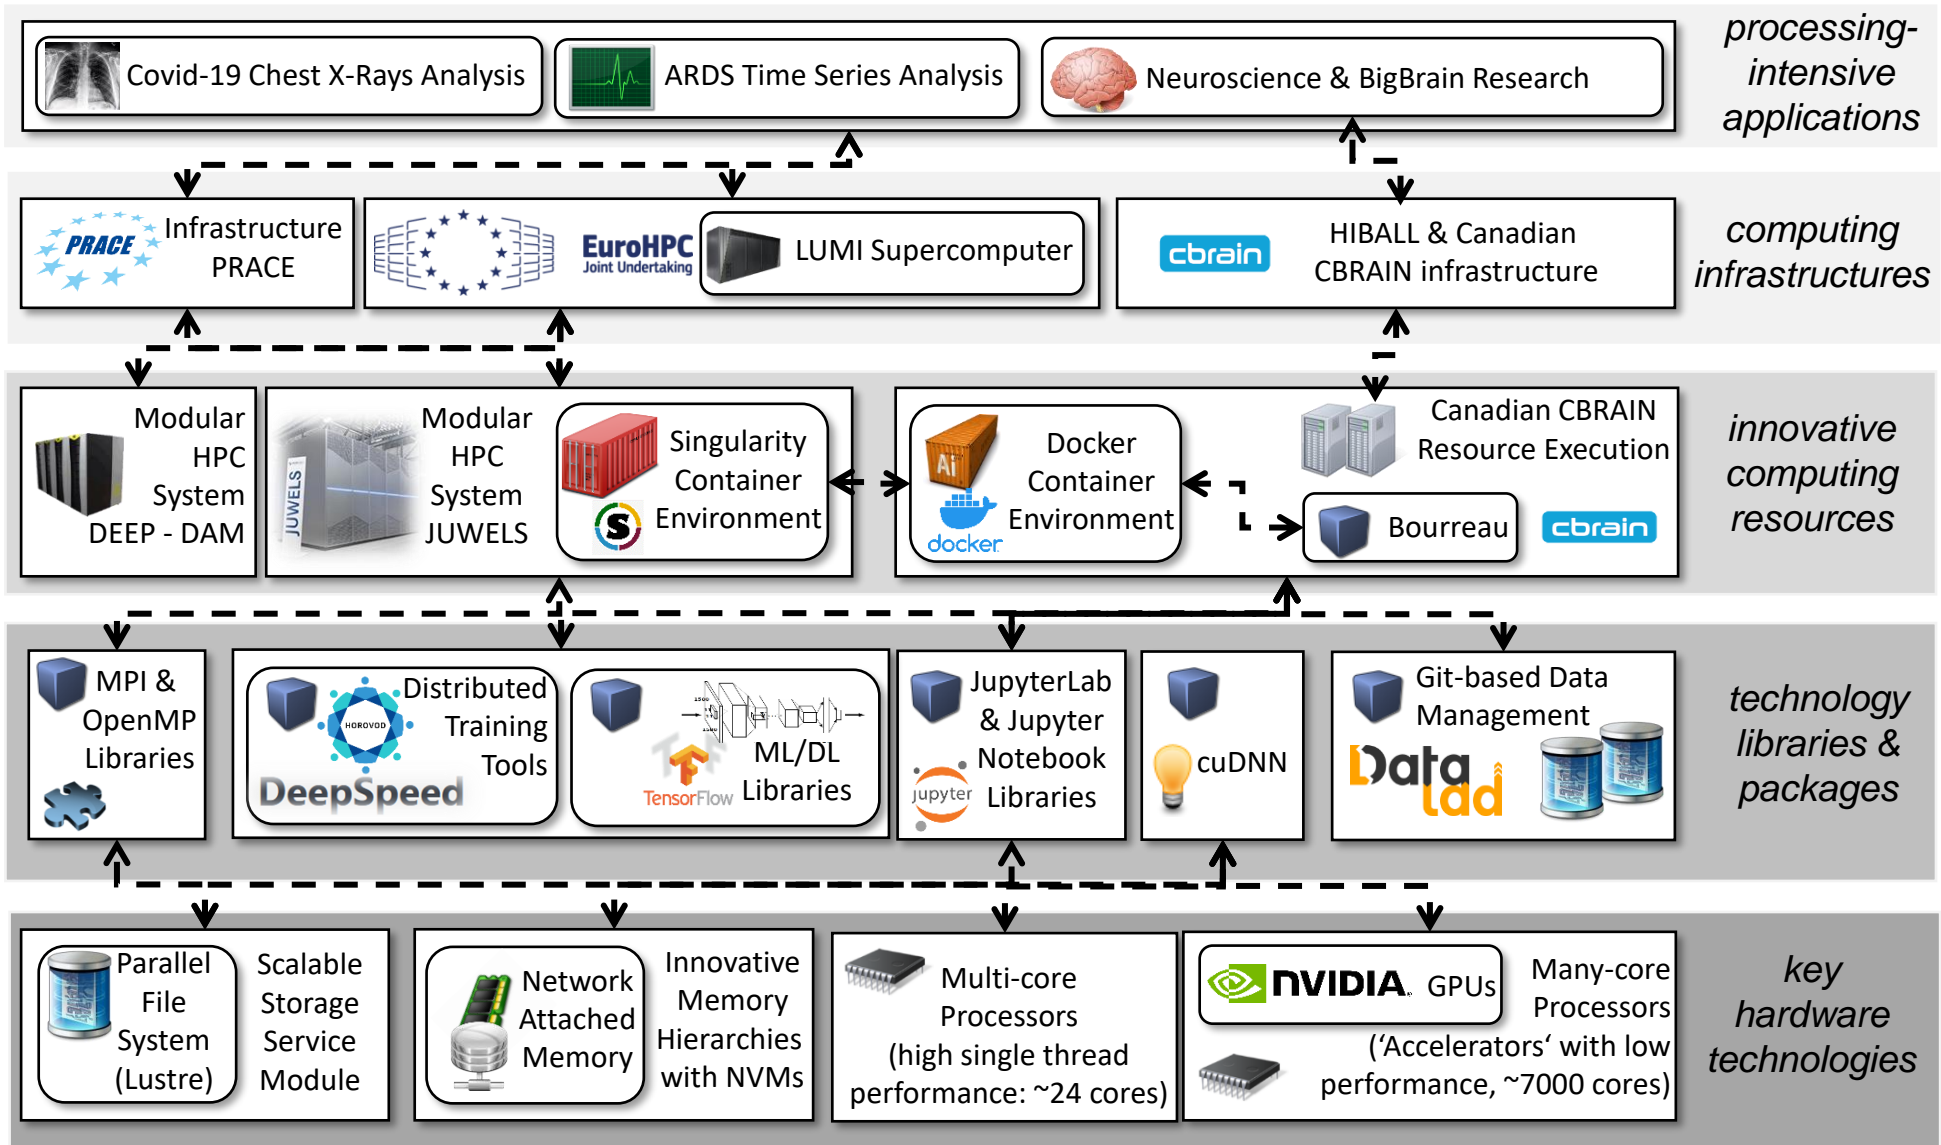 processing-
intensive
applications
Covid-19 Chest X-Rays Analysis
ARDS Time Series Analysis
Neuroscience & BigBrain Research
PRACE
Infrastructure
PRACE
EuroHPC
Joint Undertaking
LUMI Supercomputer
cbrain
HIBALL & Canadian
CBRAIN infrastructure
computing
infrastructures
Modular
HPC
System
DEEP - DAM
JUWELS
Modular
HPC
System
JUWELS
Singularity
Container
Environment
S
Ai
docker
Docker
Container
Environment
Canadian CBRAIN
Resource Execution
Bourreau
cbrain
innovative
computing
resources
MPI &
OpenMP
Libraries
HOROVOD
Distributed
Training
Tools
DeepSpeed
TensorFlow
ML/DL
Libraries
JupyterLab
& Jupyter
Notebook
Libraries
jupyter
cuDNN
Git-based Data
Management
Data
Lad
technology
libraries &
packages
Parallel
File
System
(Lustre)
Scalable
Storage
Service
Module
Network
Attached
Memory
Innovative
Memory
Hierarchies
with NVMs
Multi-core
Processors
(high single thread
performance: ~24 cores)
NVIDIA. GPUs
Many-core
Processors
(‘Accelerators‘ with low
performance, ~7000 cores)
key
hardware
technologies